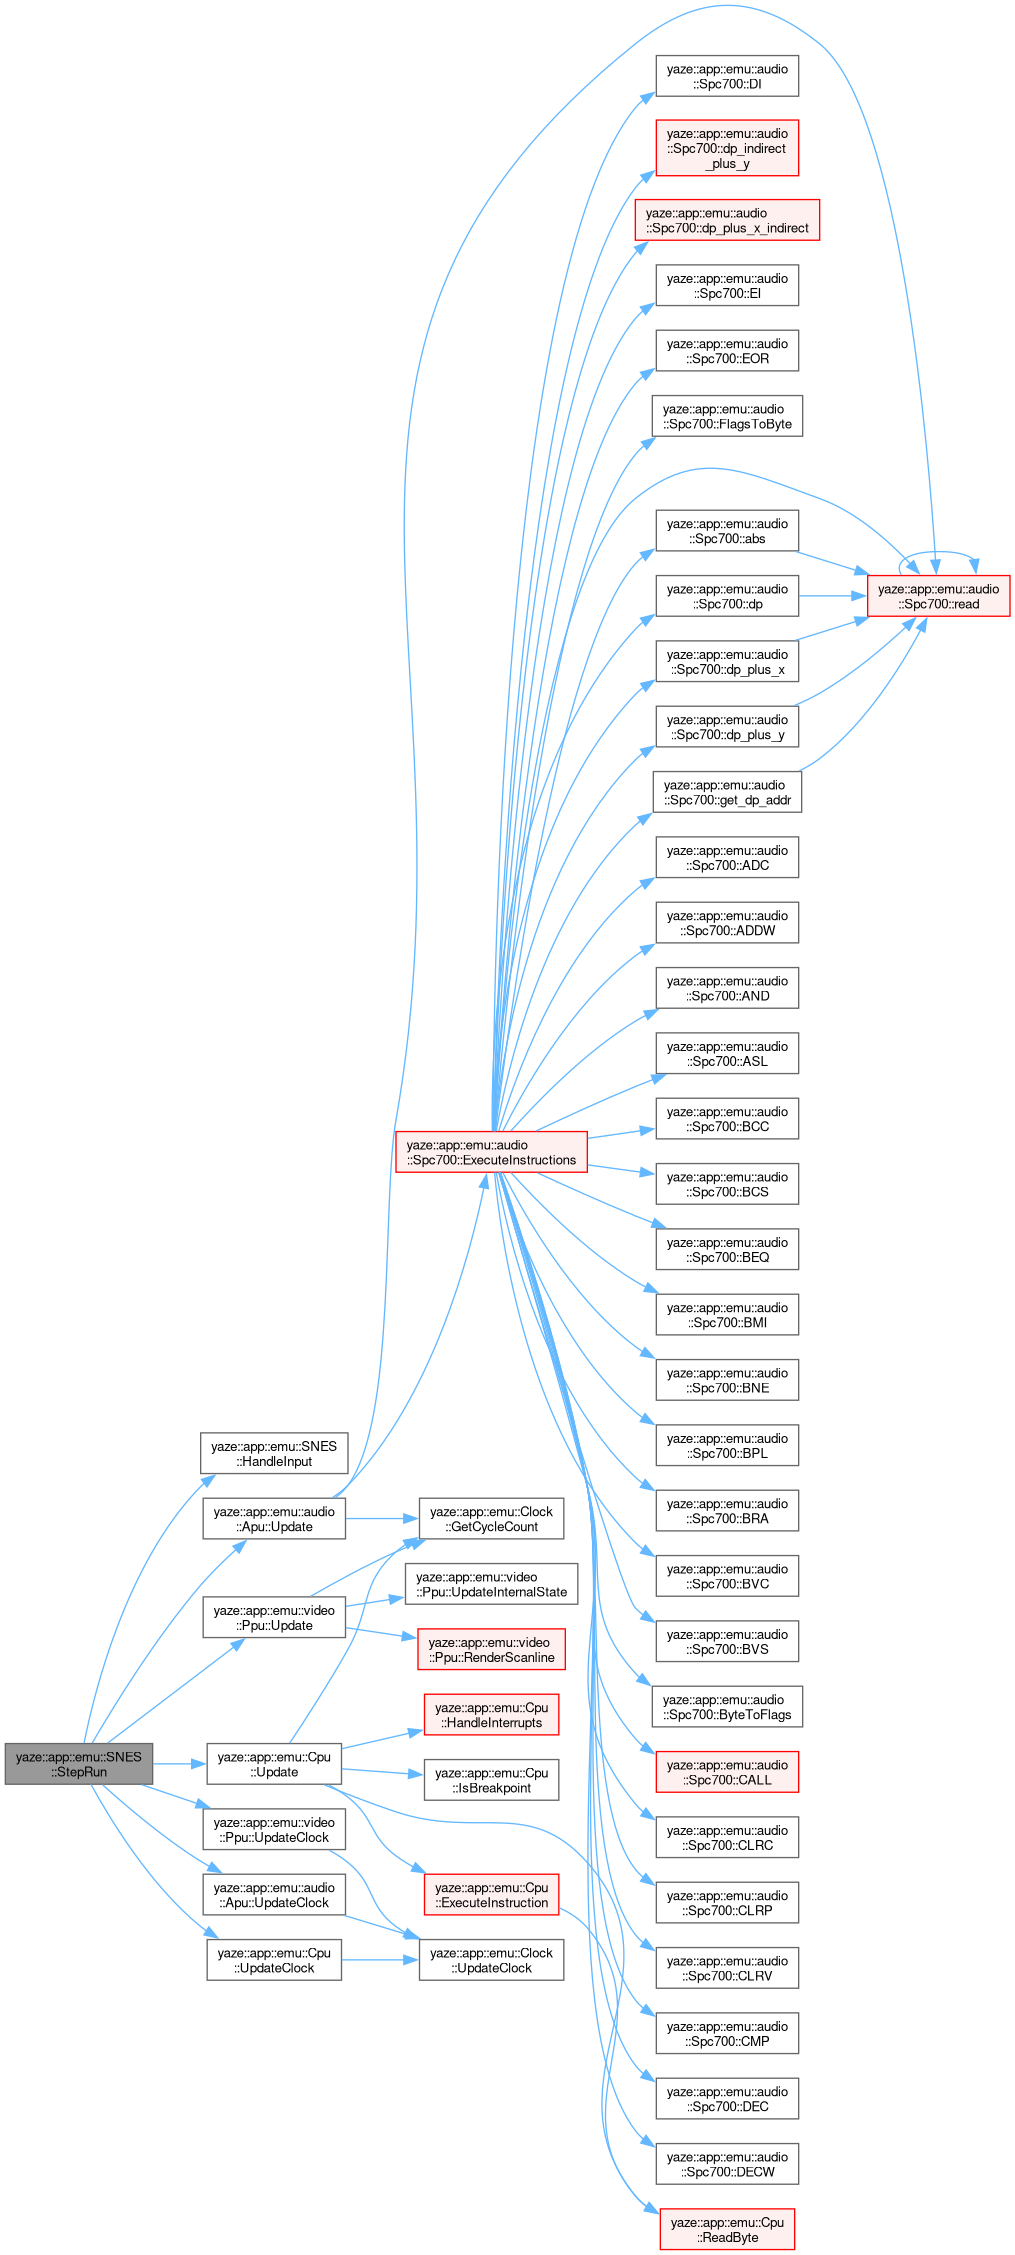 yaze::app::emu::SNES
::StepRun
yaze::app::emu::SNES
::HandleInput
yaze::app::emu::audio
::Apu::Update
yaze::app::emu::video
::Ppu::Update
yaze::app::emu::Cpu
::Update
yaze::app::emu::video
::Ppu::UpdateClock
yaze::app::emu::audio
::Apu::UpdateClock
yaze::app::emu::Cpu
::UpdateClock
yaze::app::emu::audio
::Spc700::ExecuteInstructions
yaze::app::emu::Clock
::GetCycleCount
yaze::app::emu::video
::Ppu::UpdateInternalState
yaze::app::emu::video
::Ppu::RenderScanline
yaze::app::emu::Cpu
::HandleInterrupts
yaze::app::emu::Cpu
::IsBreakpoint
yaze::app::emu::Cpu
::ExecuteInstruction
yaze::app::emu::Clock
::UpdateClock
yaze::app::emu::audio
::Spc700::DI
yaze::app::emu::audio
::Spc700::dp_indirect
_plus_y
yaze::app::emu::audio
::Spc700::dp_plus_x_indirect
yaze::app::emu::audio
::Spc700::EI
yaze::app::emu::audio
::Spc700::EOR
yaze::app::emu::audio
::Spc700::FlagsToByte
yaze::app::emu::audio
::Spc700::abs
yaze::app::emu::audio
::Spc700::dp
yaze::app::emu::audio
::Spc700::dp_plus_x
yaze::app::emu::audio
::Spc700::dp_plus_y
yaze::app::emu::audio
::Spc700::get_dp_addr
yaze::app::emu::audio
::Spc700::ADC
yaze::app::emu::audio
::Spc700::ADDW
yaze::app::emu::audio
::Spc700::AND
yaze::app::emu::audio
::Spc700::ASL
yaze::app::emu::audio
::Spc700::BCC
yaze::app::emu::audio
::Spc700::BCS
yaze::app::emu::audio
::Spc700::BEQ
yaze::app::emu::audio
::Spc700::BMI
yaze::app::emu::audio
::Spc700::BNE
yaze::app::emu::audio
::Spc700::BPL
yaze::app::emu::audio
::Spc700::BRA
yaze::app::emu::audio
::Spc700::BVC
yaze::app::emu::audio
::Spc700::BVS
yaze::app::emu::audio
::Spc700::ByteToFlags
yaze::app::emu::audio
::Spc700::CALL
yaze::app::emu::audio
::Spc700::CLRC
yaze::app::emu::audio
::Spc700::CLRP
yaze::app::emu::audio
::Spc700::CLRV
yaze::app::emu::audio
::Spc700::CMP
yaze::app::emu::audio
::Spc700::DEC
yaze::app::emu::audio
::Spc700::DECW
yaze::app::emu::Cpu
::ReadByte
yaze::app::emu::audio
::Spc700::read